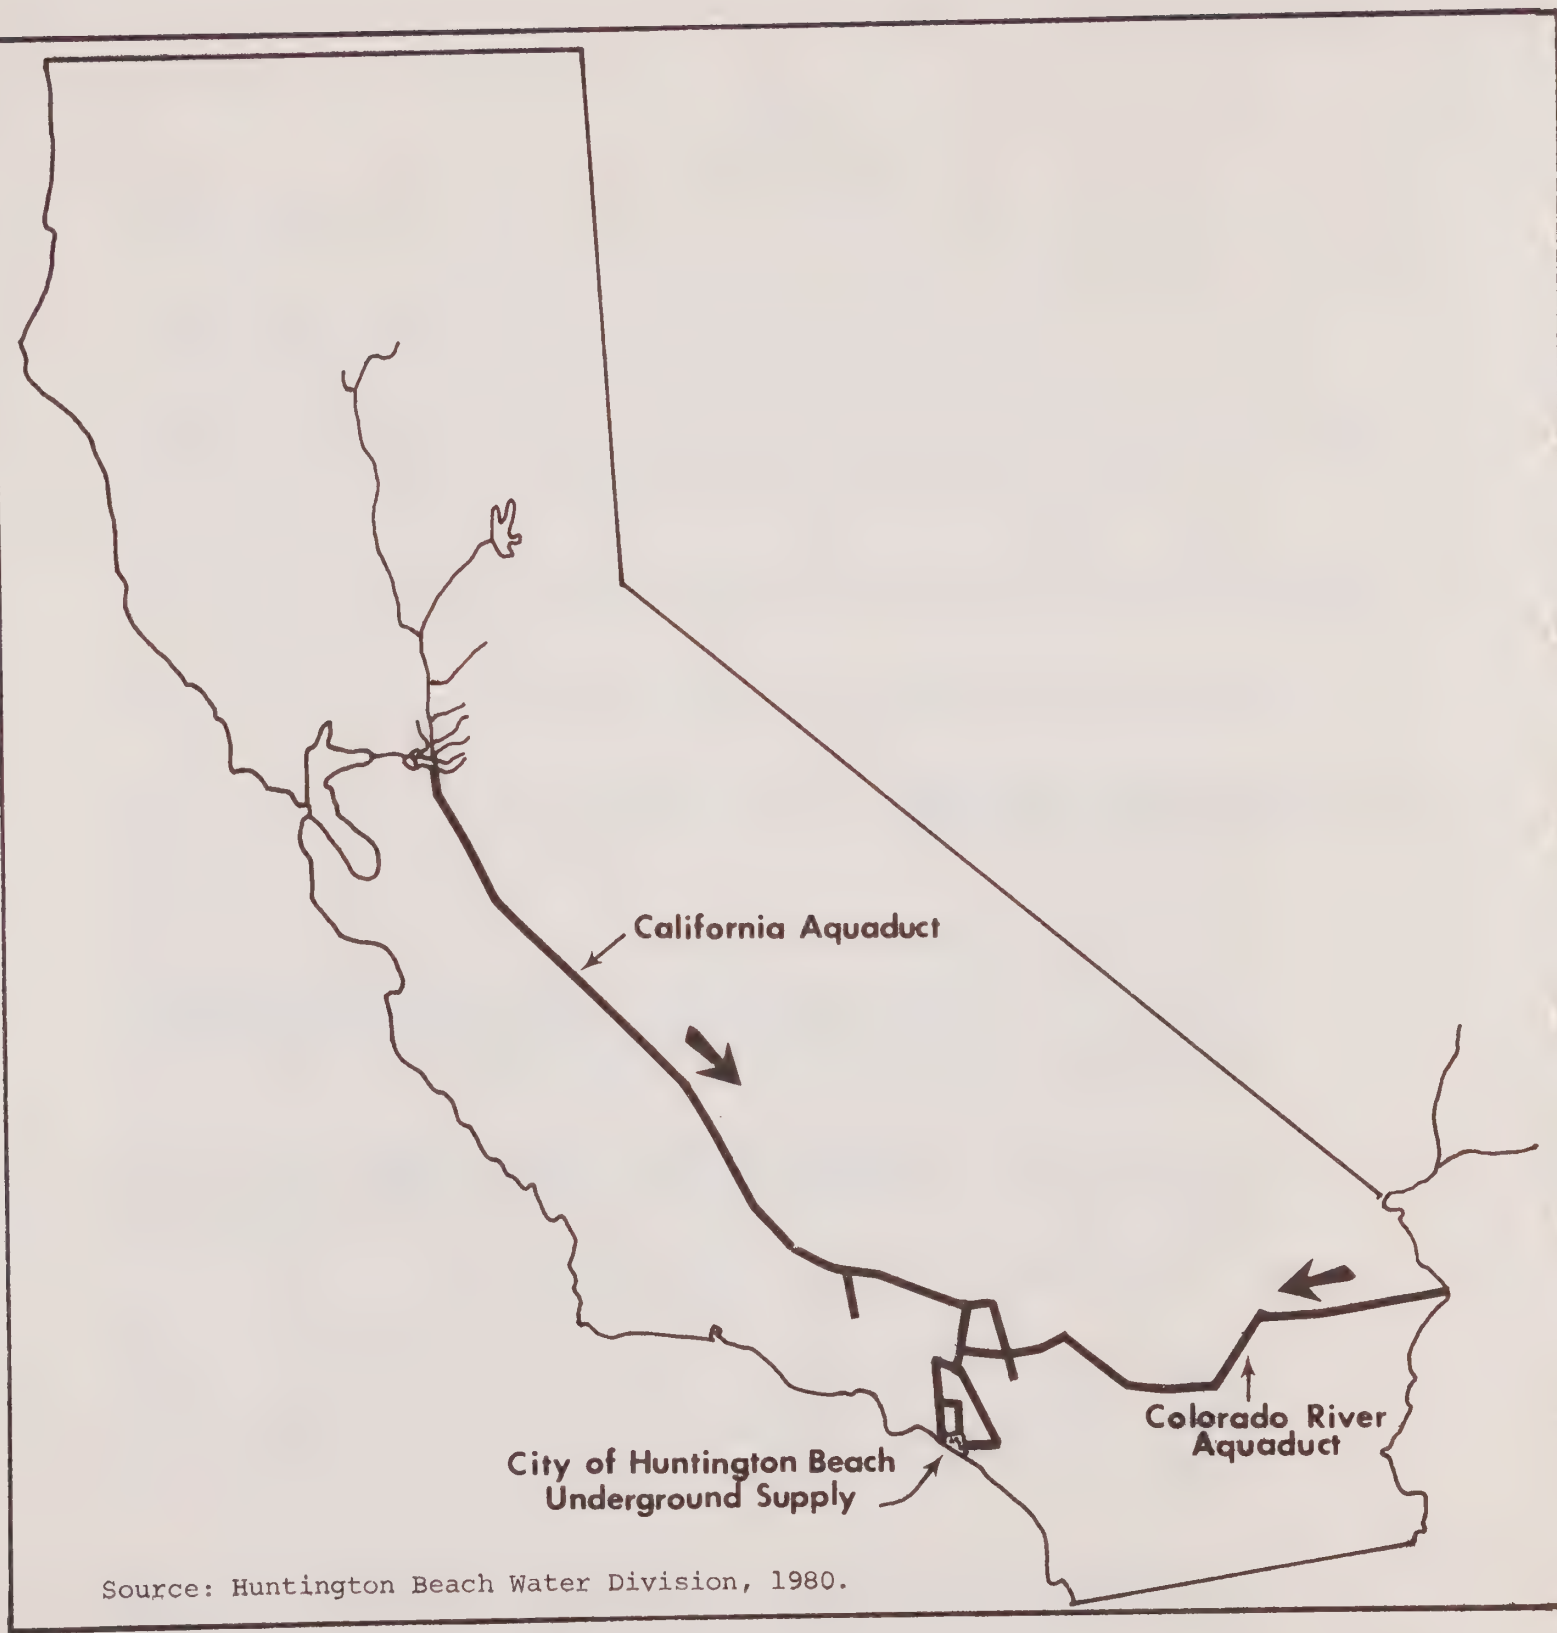 California Aquaduct
Colorado River
Aquaduct
City of Huntington Beach
Underground Supply
Source: Huntington Beach Water Division, 1980.